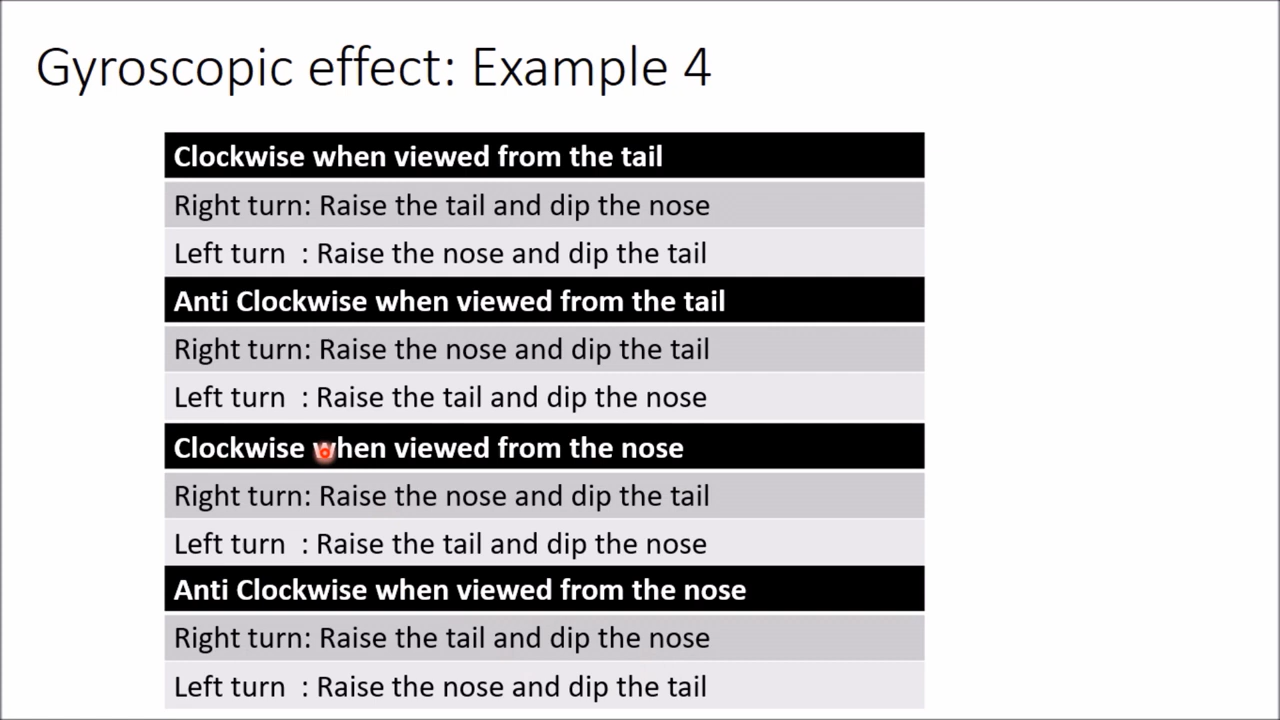 Gyroscopic effect: Example 4
Clockwise when viewed from the tail
Right turn: Raise the tail and dip the nose
Left turn  : Raise the nose and dip the tail
Anti Clockwise when viewed from the tail
Right turn: Raise the nose and dip the tail
Left turn  : Raise the tail and dip the nose
Clockwise when viewed from the nose
Right turn: Raise the nose and dip the tail
Left turn  : Raise the tail and dip the nose
Anti Clockwise when viewed from the nose
Right turn: Raise the tail and dip the nose
Left turn  : Raise the nose and dip the tail